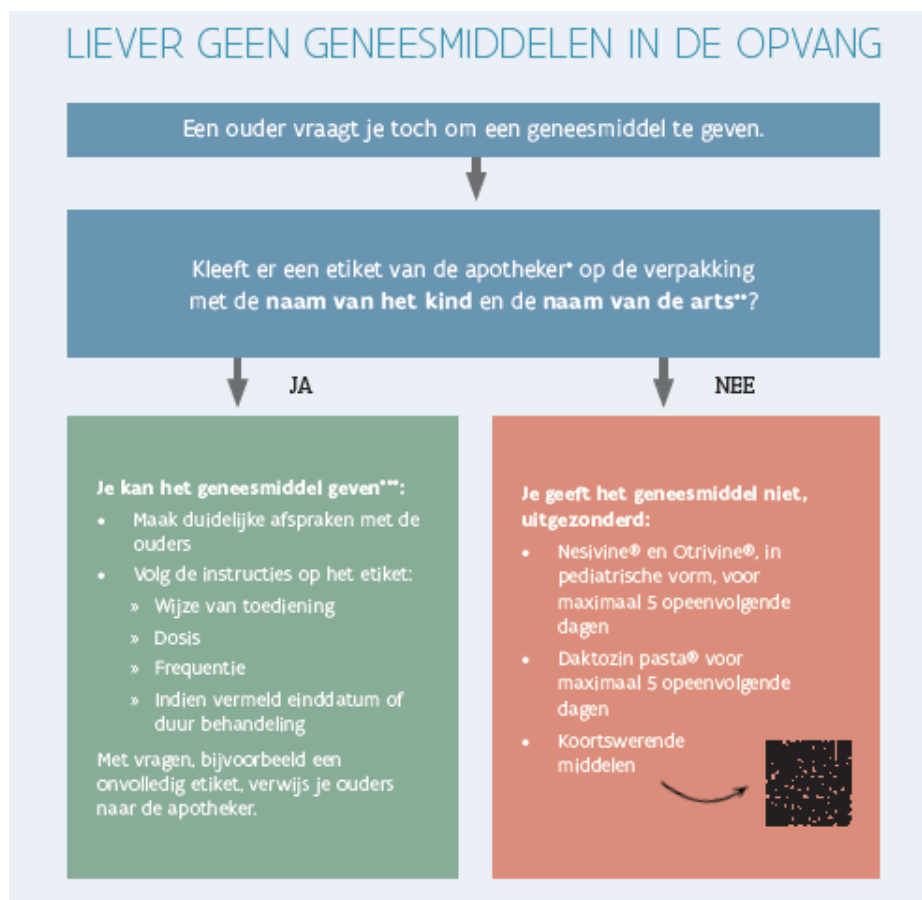 LIEVER GEEN GENEESMIDDELEN IN DE OPVANG
Een ouder vraagt je toch om een geneesmiddel te geven.
Kleeft er een etiket van de apotheker* op de verpakking
met de naam van het kind en de naam van de arts**?
JA
NEE
Je kan het geneesmiddel geven***:
• Maak duidelijke afspraken met de
ouders
• Volg de instructies op het etiket:
» Wijze van toediening
» Dosis
» Frequentie
» Indien vermeld einddatum of
duur behandeling
Met vragen, bijvoorbeeld een
onvolledig etiket, verwijs je ouders
naar de apotheker.
Je geeft het geneesmiddel niet,
uitgezonderd:
• Nesivine® en Otrivine®, in
pediatrische vorm, voor
maximaal 5 opeenvolgende
dagen
• Daktozin pasta® voor
maximaal 5 opeenvolgende
dagen
• Koortswerende
middelen